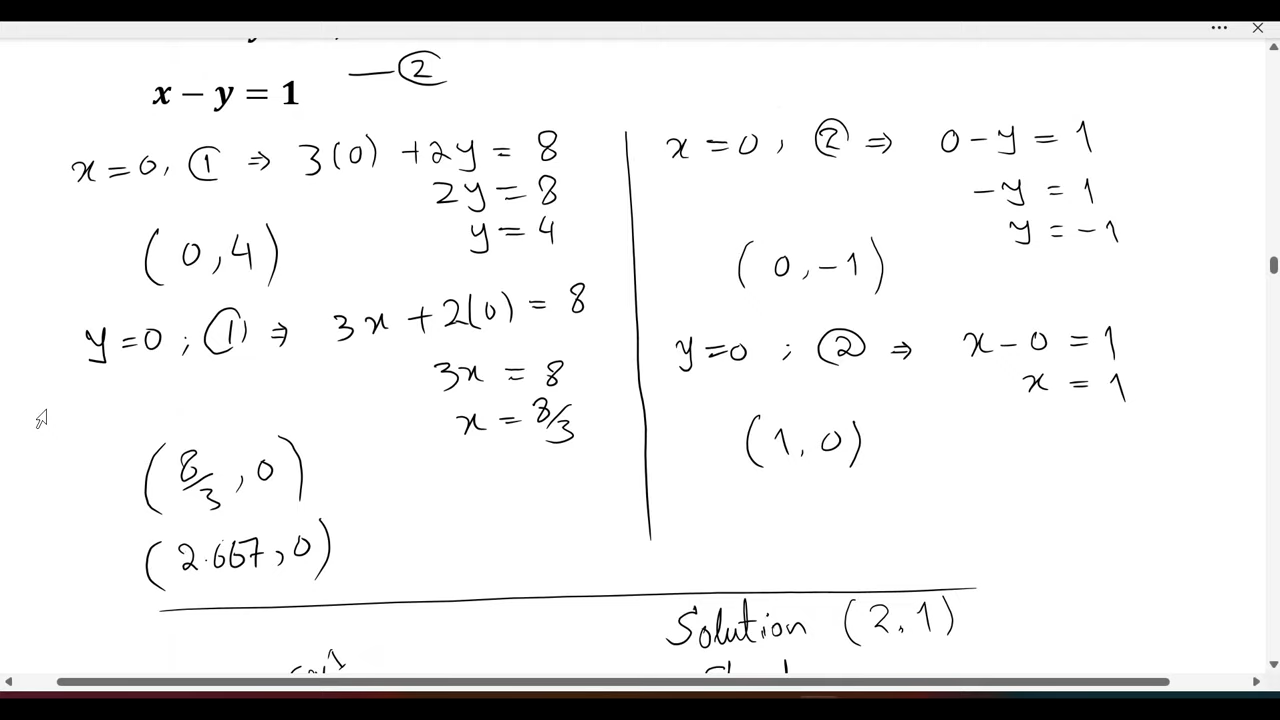 x − y = 1 — ②
x = 0, ① ⇒ 3(0) + 2y = 8
2y = 8
y = 4
(0, 4)
y = 0 ; ① ⇒ 3x + 2(0) = 8
3x = 8
x = 8/3
(8/3, 0)
(2.667, 0)
x = 0, ② ⇒ 0 − y = 1
−y = 1
y = −1
(0, −1)
y = 0 ; ② ⇒ x − 0 = 1
x = 1
(1, 0)
Solution (2, 1)